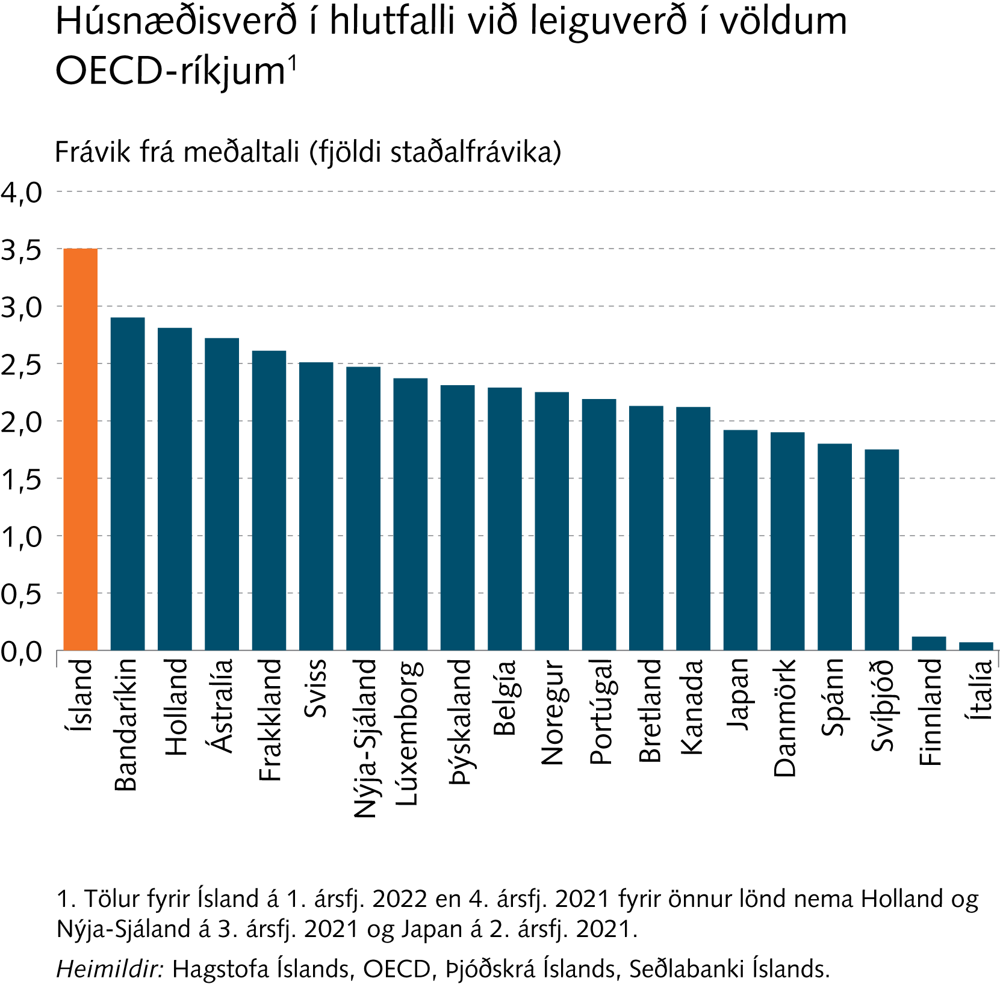 Húsnæðisverð í hlutfalli við leiguverð í völdum
OECD-ríkjum¹
Frávik frá meðaltali (fjöldi staðalfrávika)
4,0
3,5
3,0
2,5
2,0
1,5
1,0
0,5
0,0
Ísland
Bandaríkin
Holland
Ástralía
Frakkland
Sviss
Nýja-Sjáland
Lúxemborg
Þýskaland
Belgía
Noregur
Portúgal
Bretland
Kanada
Japan
Danmörk
Spánn
Svíþjóð
Finnland
Ítalía
1. Tölur fyrir Ísland á 1. ársfj. 2022 en 4. ársfj. 2021 fyrir önnur lönd nema Holland og
Nýja-Sjáland á 3. ársfj. 2021 og Japan á 2. ársfj. 2021.
Heimildir: Hagstofa Íslands, OECD, Þjóðskrá Íslands, Seðlabanki Íslands.